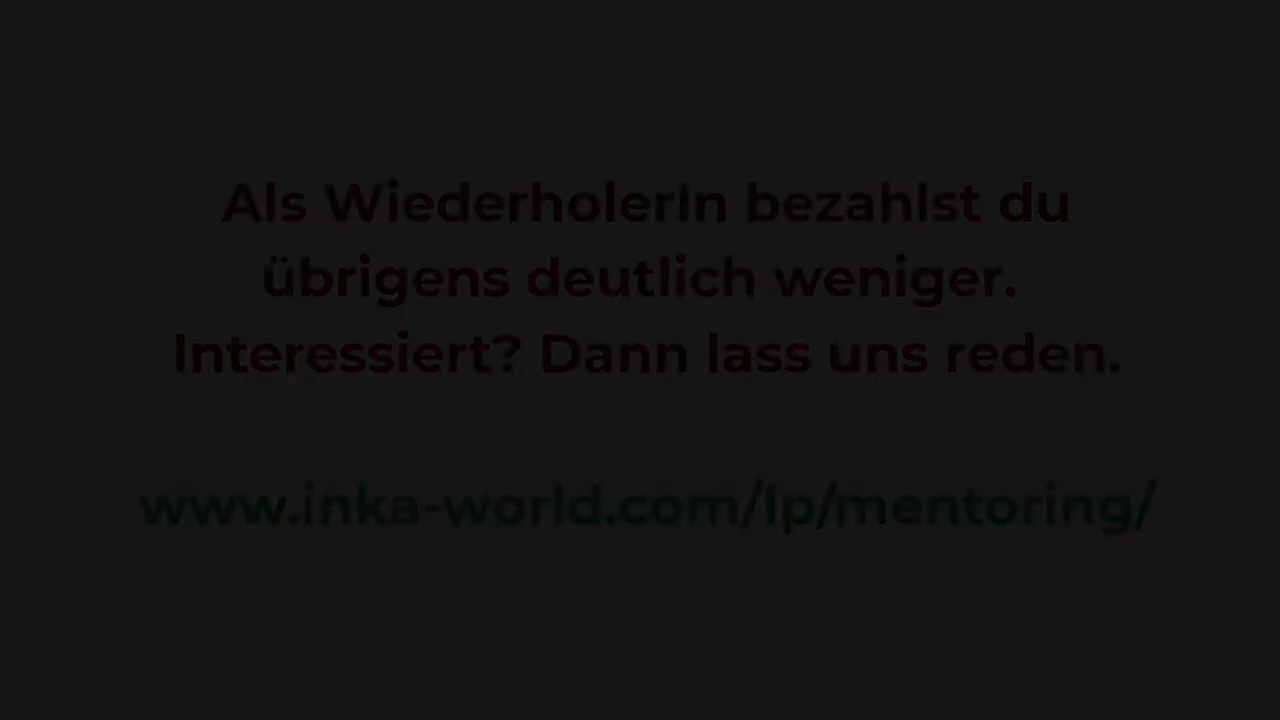 Als WiederholerIn bezahlst du
übrigens deutlich weniger.
Interessiert? Dann lass uns reden.
www.inka-world.com/lp/mentoring/